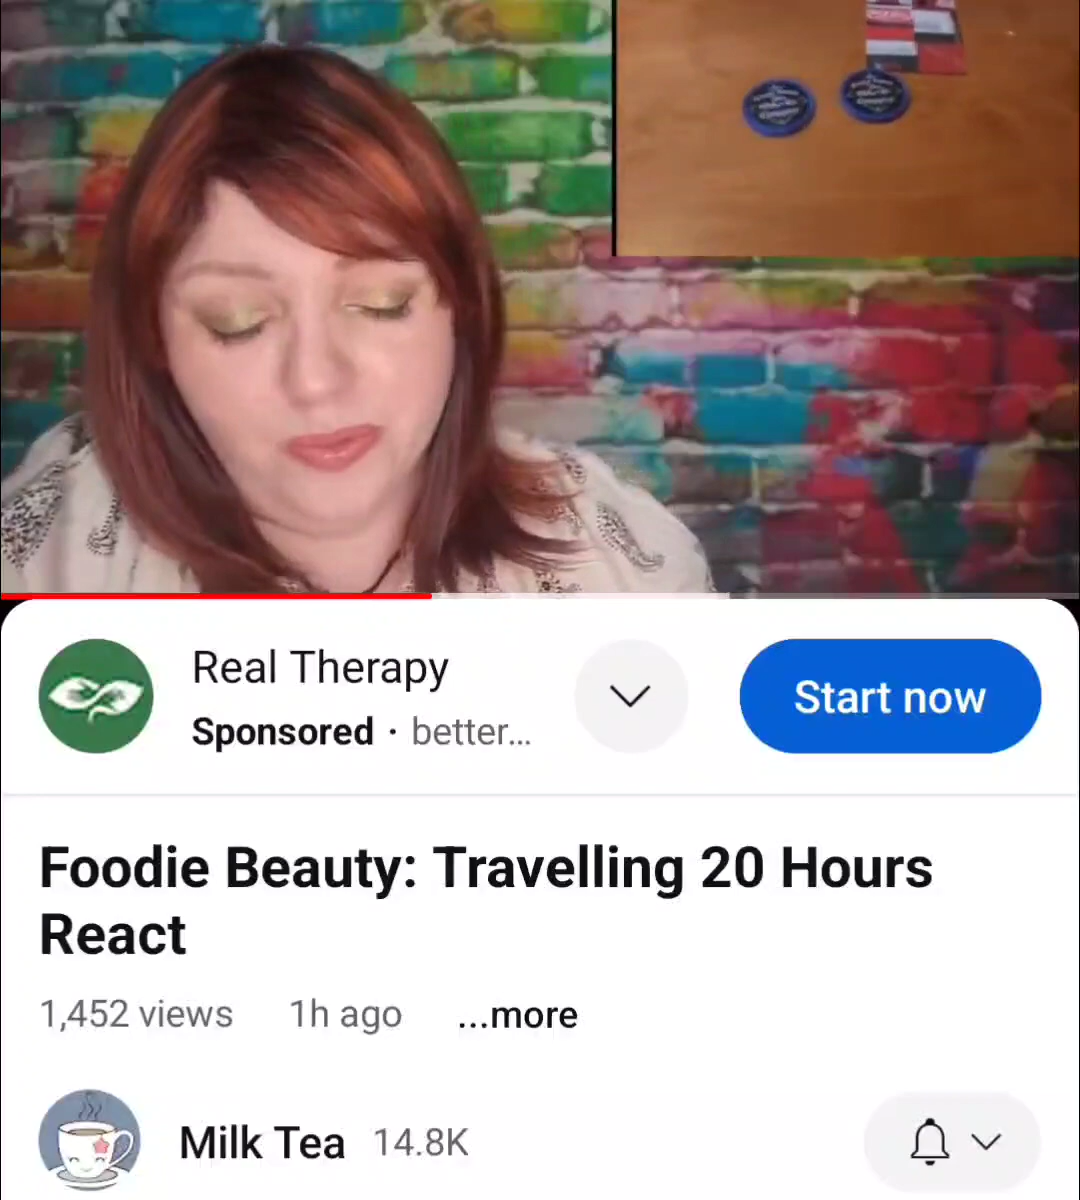 Real Therapy
Sponsored · better...
Start now
Foodie Beauty: Travelling 20 Hours
React
1,452 views 1h ago ...more
Milk Tea 14.8K